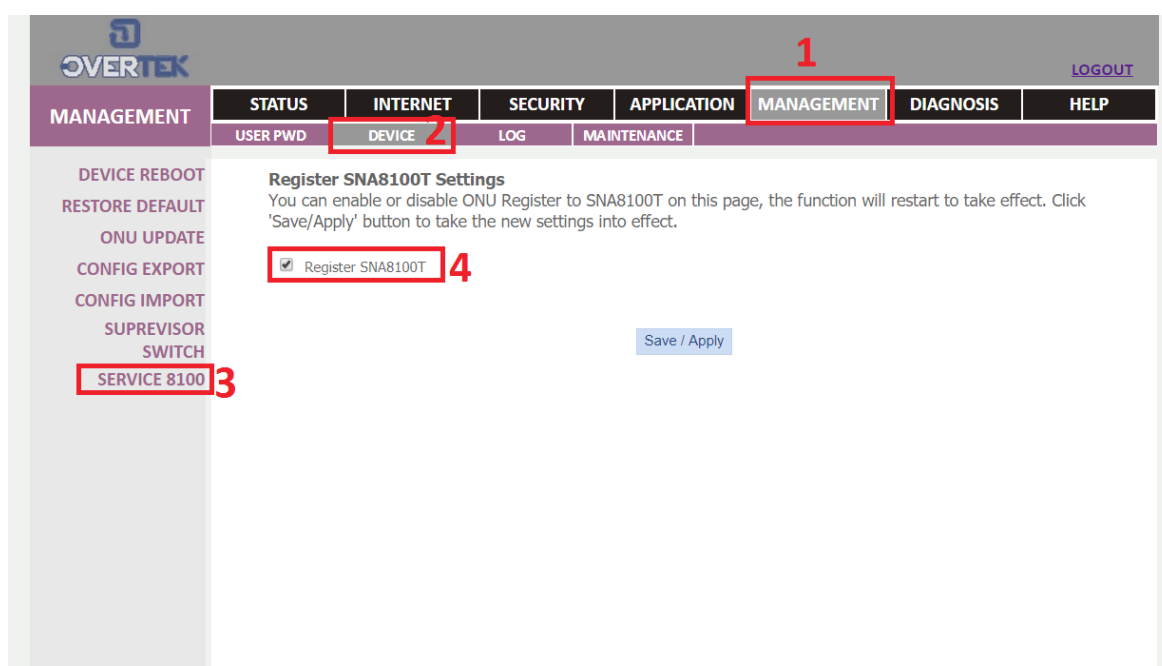 OVERTEK
1
LOGOUT
MANAGEMENT
STATUS INTERNET SECURITY APPLICATION MANAGEMENT DIAGNOSIS HELP
USER PWD DEVICE 2 LOG MAINTENANCE
DEVICE REBOOT
RESTORE DEFAULT
ONU UPDATE
CONFIG EXPORT
CONFIG IMPORT
SUPREVISOR
SWITCH
SERVICE 8100 3
Register SNA8100T Settings
You can enable or disable ONU Register to SNA8100T on this page, the function will restart to take effect. Click
'Save/Apply' button to take the new settings into effect.
Register SNA8100T 4
Save / Apply